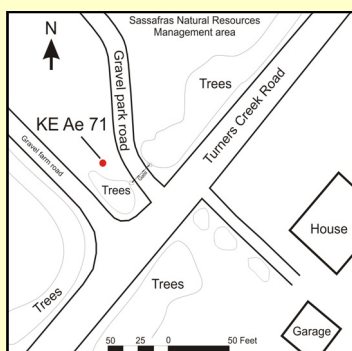 Sassafras Natural Resources
Management area
N
Gravel park road
Trees
Turners Creek Road
KE Ae 71
Gravel farm road
Trees
House
Trees
Trees
50 25 0 50 Feet
Garage